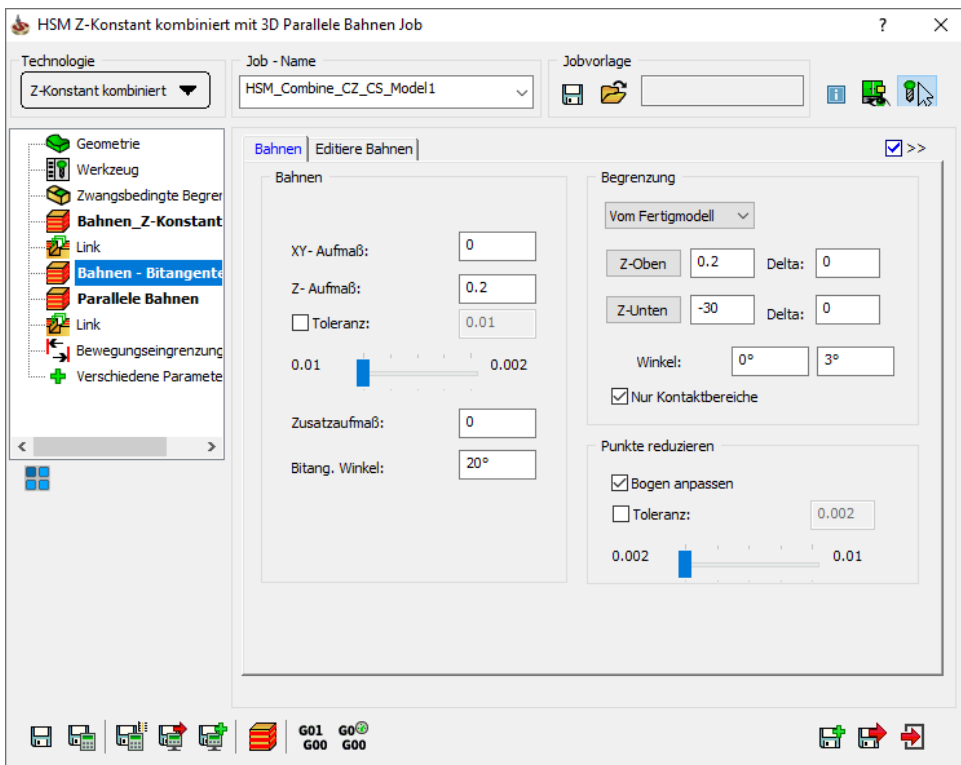 HSM Z-Konstant kombiniert mit 3D Parallele Bahnen Job
?
Technologie
Z-Konstant kombiniert
Job - Name
HSM_Combine_CZ_CS_Model1
Jobvorlage
Geometrie
Werkzeug
Zwangsbedingte Begrer
Bahnen_Z-Konstant
Link
Bahnen - Bitangente
Parallele Bahnen
Link
Bewegungseingrenzung
Verschiedene Paramete
Bahnen
Editiere Bahnen
>>
Bahnen
XY- Aufmaß: 0
Z- Aufmaß: 0.2
Toleranz: 0.01
0.01 0.002
Zusatzaufmaß: 0
Bitang. Winkel: 20°
Begrenzung
Vom Fertigmodell
Z-Oben 0.2 Delta: 0
Z-Unten -30 Delta: 0
Winkel: 0° 3°
Nur Kontaktbereiche
Punkte reduzieren
Bogen anpassen
Toleranz: 0.002
0.002 0.01
G01 G0
G00 G00